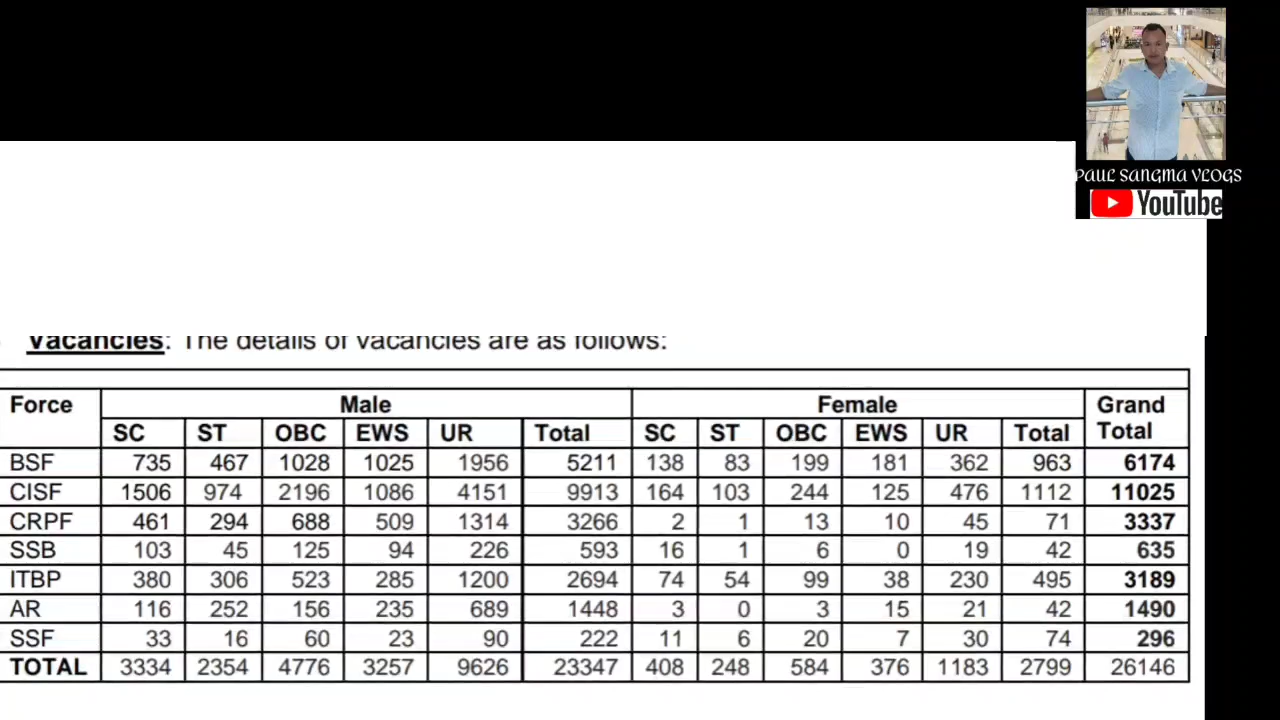 PAUL SANGMA VLOGS
YouTube
Vacancies: The details of vacancies are as follows:
Force Male Female Grand Total
SC ST OBC EWS UR Total SC ST OBC EWS UR Total
BSF 735 467 1028 1025 1956 5211 138 83 199 181 362 963 6174
CISF 1506 974 2196 1086 4151 9913 164 103 244 125 476 1112 11025
CRPF 461 294 688 509 1314 3266 2 1 13 10 45 71 3337
SSB 103 45 125 94 226 593 16 1 6 0 19 42 635
ITBP 380 306 523 285 1200 2694 74 54 99 38 230 495 3189
AR 116 252 156 235 689 1448 3 0 3 15 21 42 1490
SSF 33 16 60 23 90 222 11 6 20 7 30 74 296
TOTAL 3334 2354 4776 3257 9626 23347 408 248 584 376 1183 2799 26146